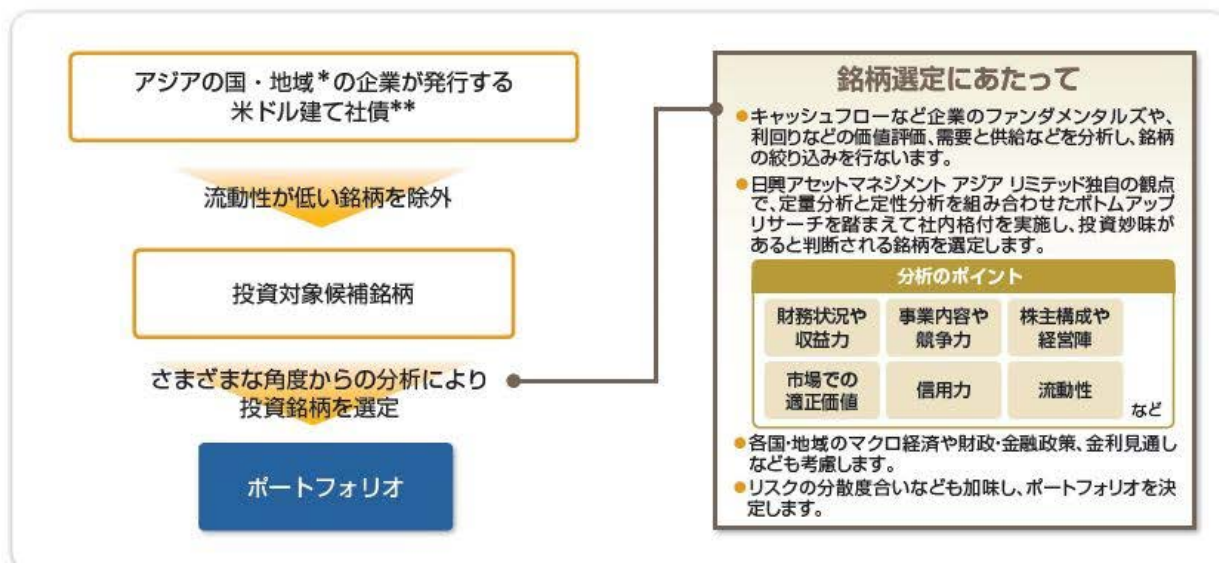 アジアの国・地域*の企業が発行する
米ドル建て社債**
流動性が低い銘柄を除外
投資対象候補銘柄
さまざまな角度からの分析により
投資銘柄を選定
ポートフォリオ
銘柄選定にあたって
●キャッシュフローなど企業のファンダメンタルズや、
利回りなどの価値評価、需要と供給などを分析し、銘柄
の絞り込みを行ないます。
●日興アセットマネジメント アジア リミテッド独自の観点
で、定量分析と定性分析を組み合わせたボトムアップ
リサーチを踏まえて社内格付を実施し、投資妙味が
あると判断される銘柄を選定します。
分析のポイント
財務状況や
収益力
事業内容や
競争力
株主構成や
経営陣
市場での
適正価値
信用力
流動性
など
●各国・地域のマクロ経済や財政・金融政策、金利見通し
なども考慮します。
●リスクの分散度合いなども加味し、ポートフォリオを決
定します。